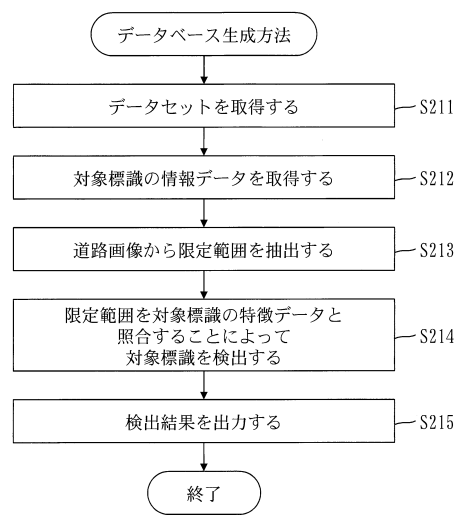 データベース生成方法
データセットを取得する
S211
対象標識の情報データを取得する
S212
道路画像から限定範囲を抽出する
S213
限定範囲を対象標識の特徴データと
照合することによって
対象標識を検出する
S214
検出結果を出力する
S215
終了